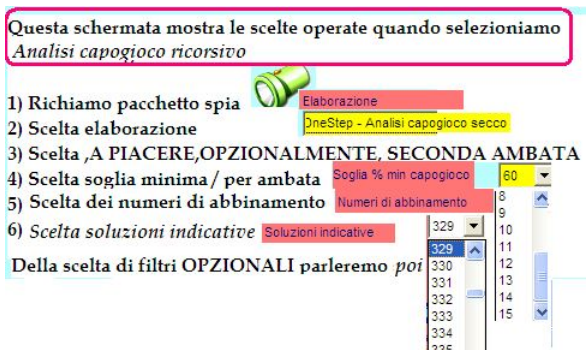 Questa schermata mostra le scelte operate quando selezioniamo
Analisi capogioco ricorsivo
1) Richiamo pacchetto spia
Elaborazione
2) Scelta elaborazione
OneStep - Analisi capogioco secco
3) Scelta ,A PIACERE,OPZIONALMENTE, SECONDA AMBATA
4) Scelta soglia minima/ per ambata
Soglia % min capogioco
60
5) Scelta dei numeri di abbinamento
Numeri di abbinamento
8
9
10
11
12
13
14
15
6) Scelta soluzioni indicative
Soluzioni indicative
329
329
330
331
332
333
334
335
Della scelta di filtri OPZIONALI parleremo poi